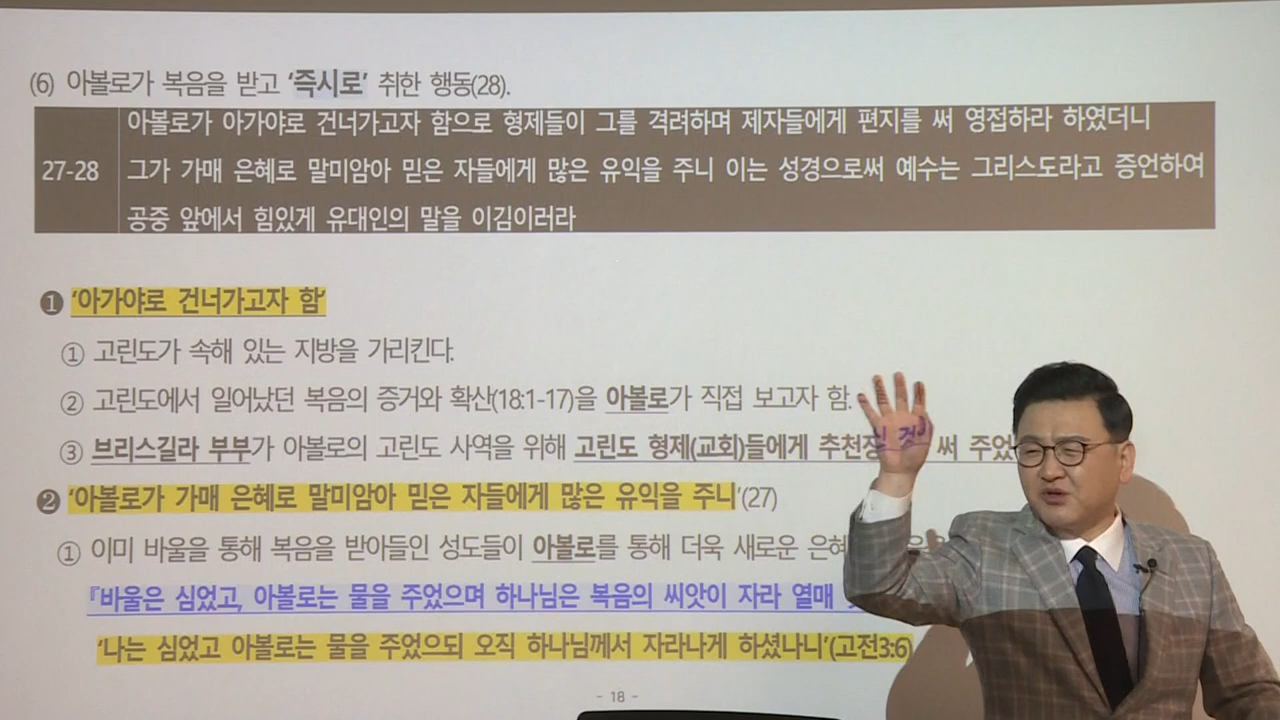 (6) 아볼로가 복음을 받고 '즉시로' 취한 행동(28).
아볼로가 아가야로 건너가고자 함으로 형제들이 그를 격려하며 제자들에게 편지를 써 영접하라 하였더니
27-28 그가 가매 은혜로 말미암아 믿은 자들에게 많은 유익을 주니 이는 성경으로써 예수는 그리스도라고 증언하여
공중 앞에서 힘있게 유대인의 말을 이김이러라
❶ '아가야로 건너가고자 함'
① 고린도가 속해 있는 지방을 가리킨다.
② 고린도에서 일어났던 복음의 증거와 확산(18:1-17)을 아볼로가 직접 보고자 함.
③ 브리스길라 부부가 아볼로의 고린도 사역을 위해 고린도 형제(교회)들에게 써
❷ '아볼로가 가매 은혜로 말미암아 믿은 자들에게 많은 유익을 주니'(27)
① 이미 바울을 통해 복음을 받아들인 성도들이 아볼로를 통해 더욱 새로운
『바울은 심었고, 아볼로는 물을 주었으며 하나님은 복음의 씨앗이 자라 열매
'나는 심었고 아볼로는 물을 주었으되 오직 하나님께서 자라나게 하셨나니'(고전3:6)
- 18 -